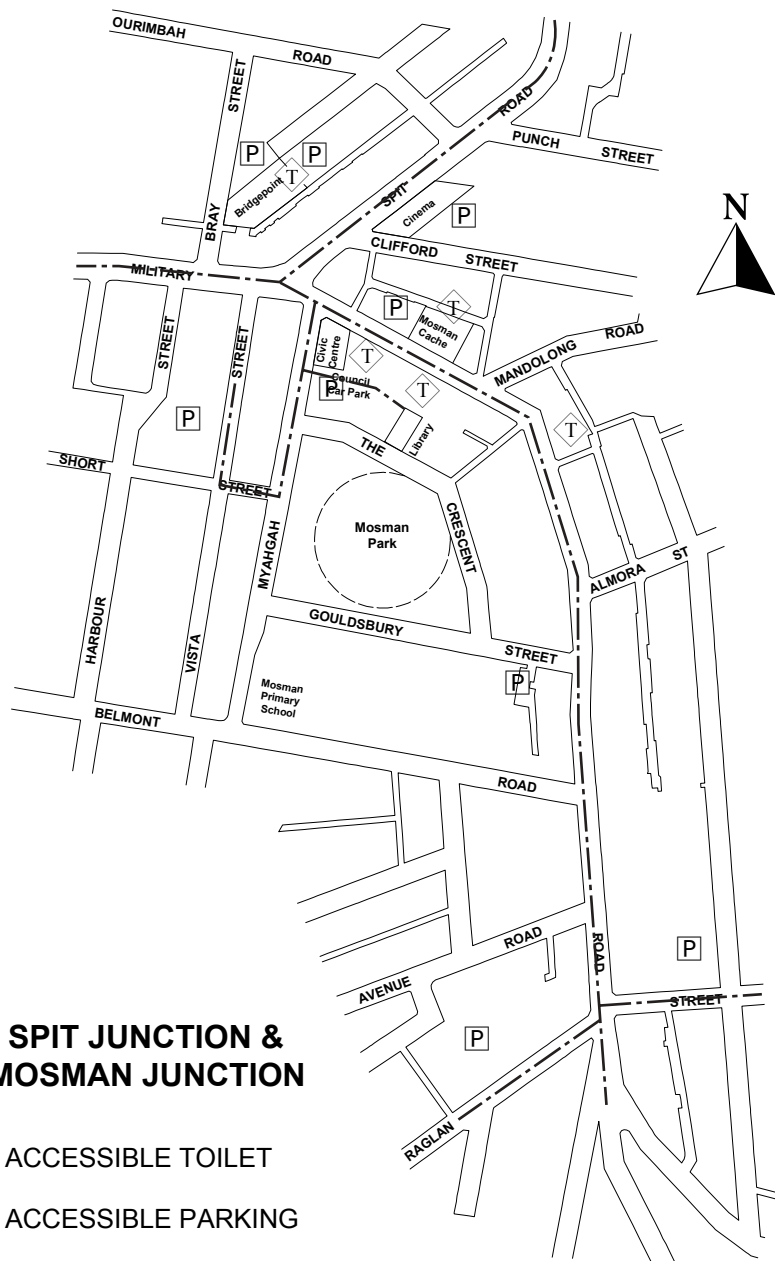 OURIMBAH
ROAD
STREET
ROAD
PUNCH
STREET
P
P
T
Bridgepoint
SPIT
Cinema
P
BRAY
CLIFFORD
STREET
N
MILITARY
T
P
Mosman
Cache
ROAD
MANDOLONG
STREET
STREET
Civic
Centre
T
Council
Car Park
P
T
P
T
Library
THE
SHORT
STREET
CRESCENT
Mosman
Park
MYAHGAH
ALMORA
ST
HARBOUR
GOULDSBURY
STREET
VISTA
P
Mosman
Primary
School
BELMONT
ROAD
ROAD
P
ROAD
AVENUE
STREET
P
SPIT JUNCTION &
MOSMAN JUNCTION
RAGLAN
ACCESSIBLE TOILET
ACCESSIBLE PARKING